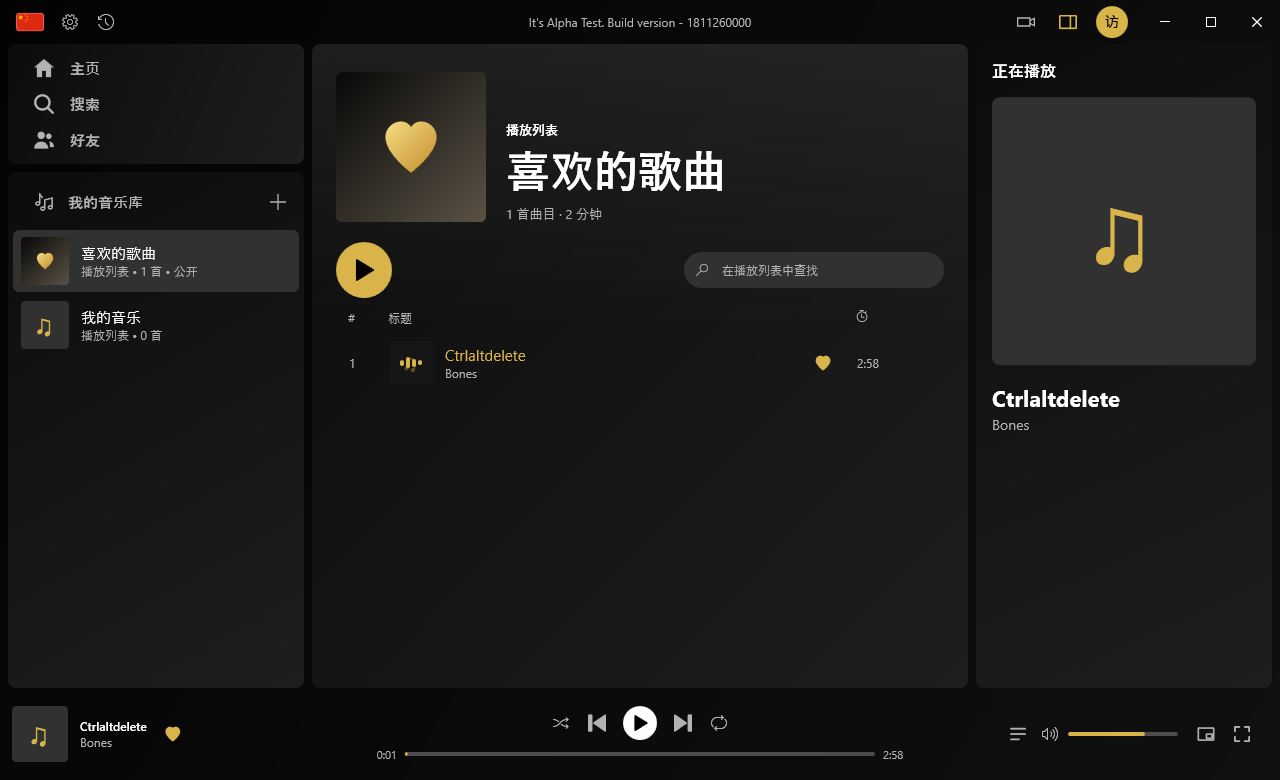 It's Alpha Test. Build version - 1811260000
访
主页
搜索
好友
我的音乐库
喜欢的歌曲
播放列表 • 1 首 • 公开
我的音乐
播放列表 • 0 首
播放列表
喜欢的歌曲
1 首曲目 · 2 分钟
在播放列表中查找
# 标题
1 Ctrlaltdelete 2:58
Bones
正在播放
Ctrlaltdelete
Bones
Ctrlaltdelete
Bones
0:01 2:58